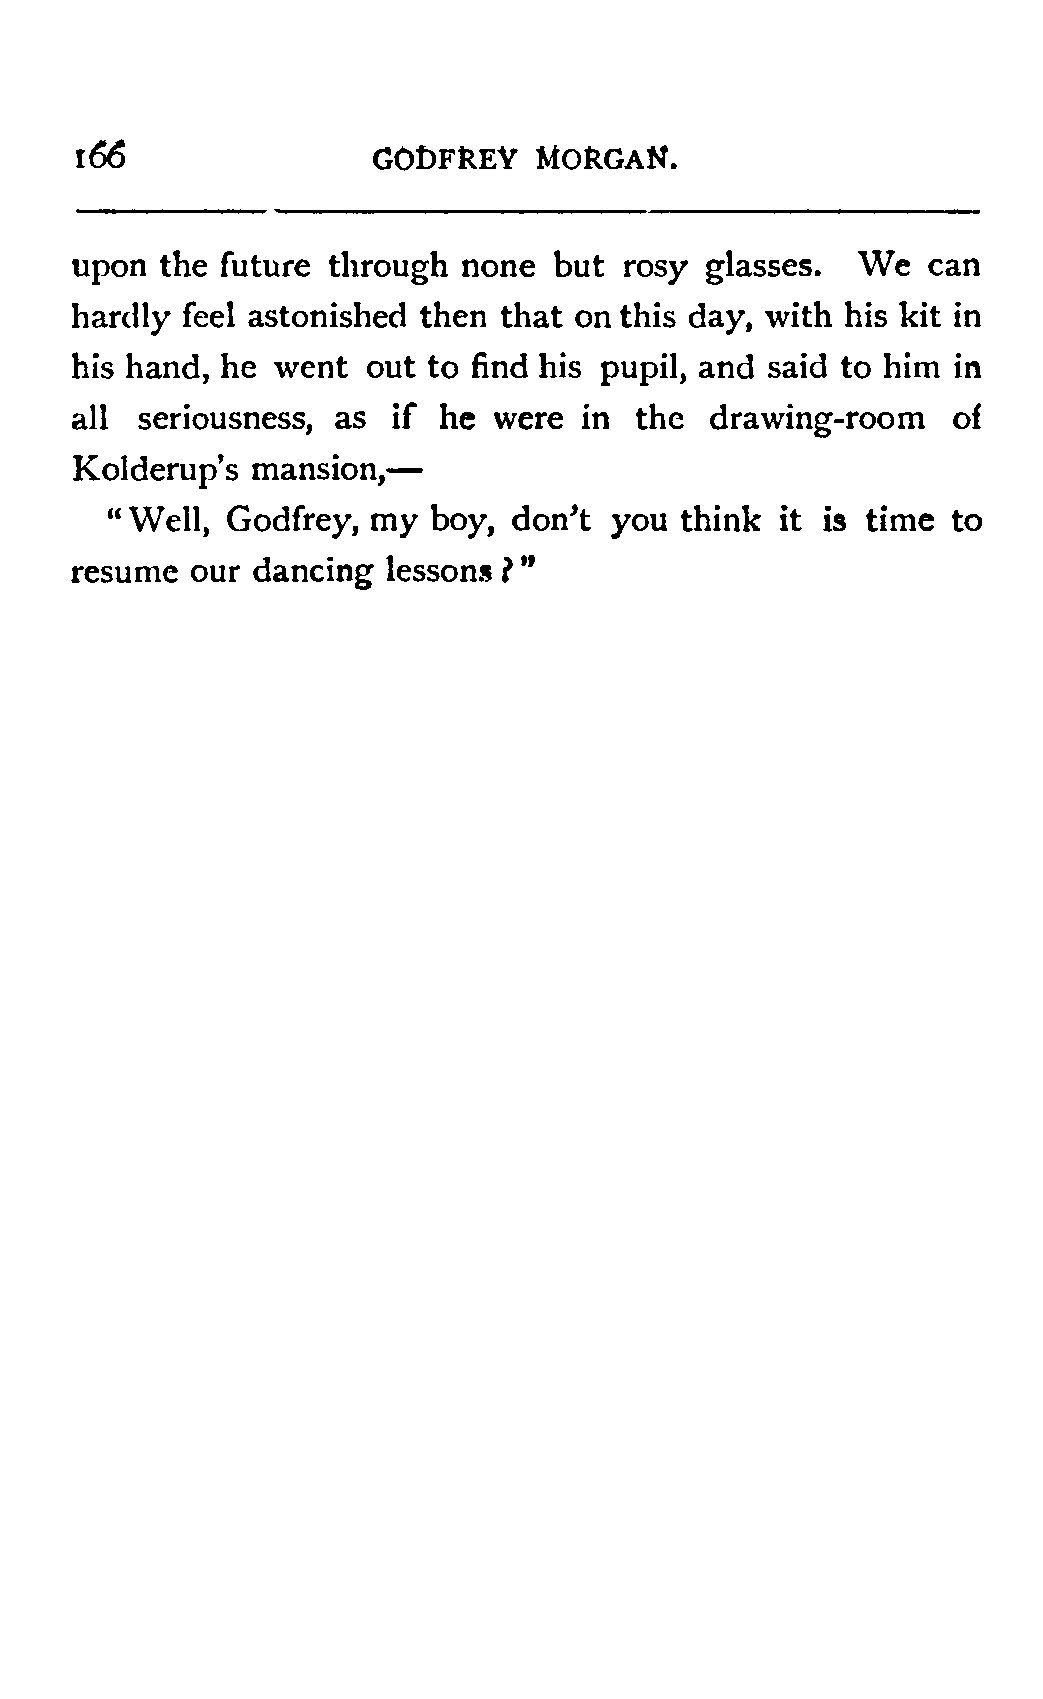 166 GODFREY MORGAN.
upon the future through none but rosy glasses. We can
hardly feel astonished then that on this day, with his kit in
his hand, he went out to find his pupil, and said to him in
all seriousness, as if he were in the drawing-room of
Kolderup's mansion,—
"Well, Godfrey, my boy, don't you think it is time to
resume our dancing lessons?"